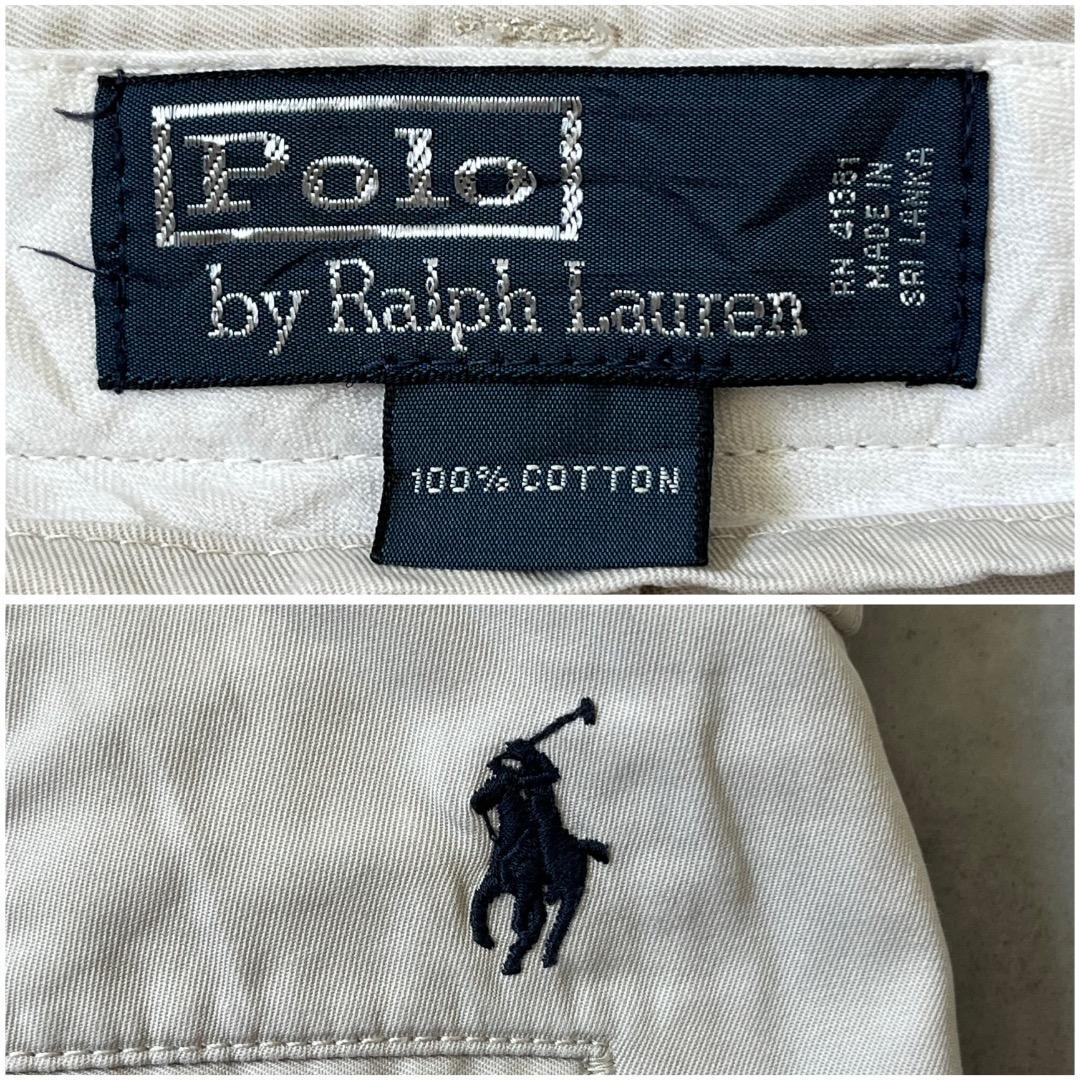 Polo
by Ralph Lauren
RN 41381
MADE IN
SRI LANKA
100% COTTON